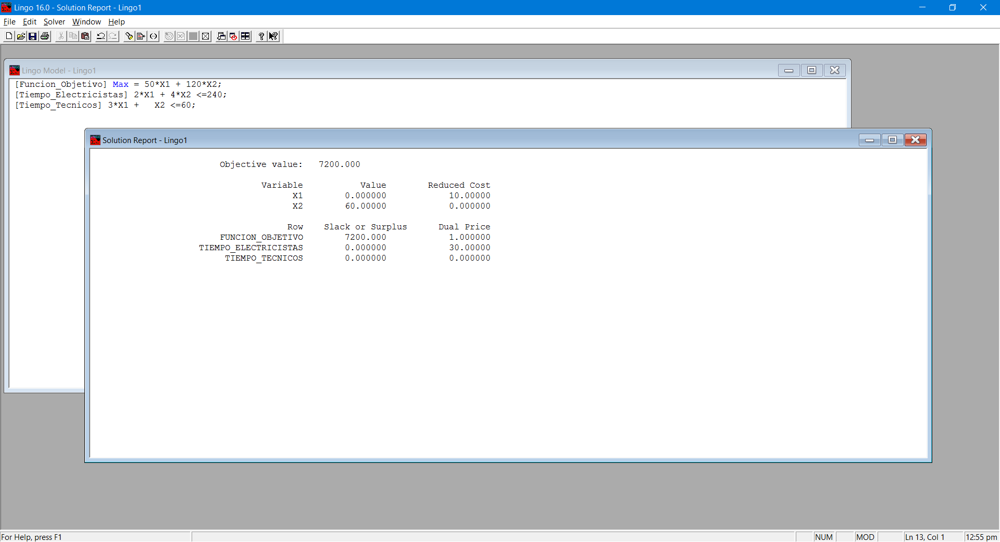 Lingo 16.0 - Solution Report - Lingo1
File Edit Solver Window Help
Lingo Model - Lingo1
[Funcion_Objetivo] Max = 50*X1 + 120*X2;
[Tiempo_Electricistas] 2*X1 + 4*X2 <=240;
[Tiempo_Tecnicos] 3*X1 +   X2 <=60;
Solution Report - Lingo1
Objective value: 7200.000
Variable Value Reduced Cost
X1 0.000000 10.00000
X2 60.00000 0.000000
Row Slack or Surplus Dual Price
FUNCION_OBJETIVO 7200.000 1.000000
TIEMPO_ELECTRICISTAS 0.000000 30.00000
TIEMPO_TECNICOS 0.000000 0.000000
For Help, press F1 NUM MOD Ln 13, Col 1 12:55 pm